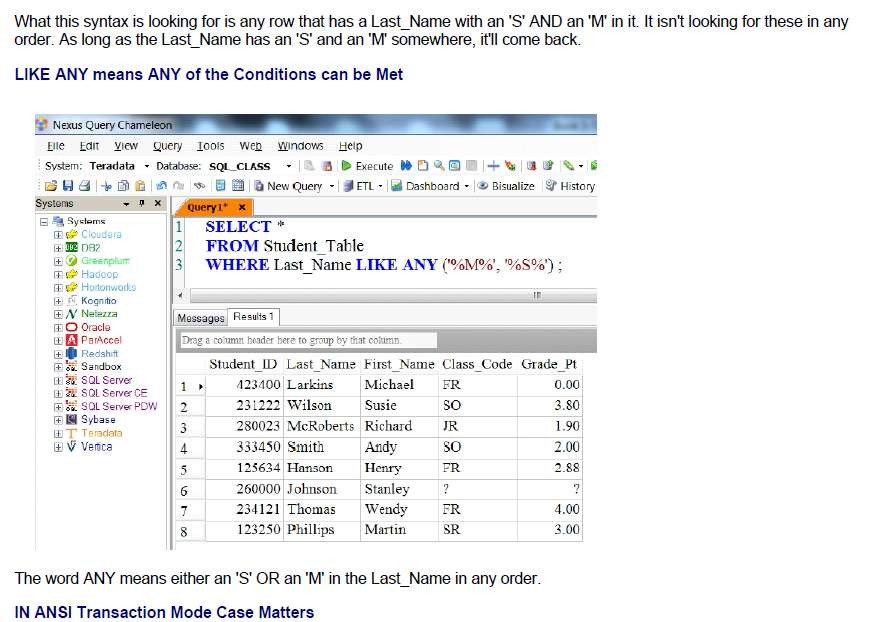 What this syntax is looking for is any row that has a Last_Name with an 'S' AND an 'M' in it. It isn't looking for these in any
order. As long as the Last_Name has an 'S' and an 'M' somewhere, it'll come back.
LIKE ANY means ANY of the Conditions can be Met
Nexus Query Chameleon
File Edit View Query Tools Web Windows Help
System: Teradata Database: SQL_CLASS Execute
New Query ETL Dashboard Bisualize History
Systems
Query1*
Systems
Cloudera
DB2
Greenplum
Hadoop
Hortonworks
Kognitio
Netezza
Oracle
ParAccel
Redshift
Sandbox
SQL Server
SQL Server CE
SQL Server PDW
Sybase
Teradata
Vertica
1 SELECT *
2 FROM Student_Table
3 WHERE Last_Name LIKE ANY ('%M%', '%S%') ;
Messages Results 1
Drag a column header here to group by that column.
Student_ID Last_Name First_Name Class_Code Grade_Pt
1 423400 Larkins Michael FR 0.00
2 231222 Wilson Susie SO 3.80
3 280023 McRoberts Richard JR 1.90
4 333450 Smith Andy SO 2.00
5 125634 Hanson Henry FR 2.88
6 260000 Johnson Stanley ? ?
7 234121 Thomas Wendy FR 4.00
8 123250 Phillips Martin SR 3.00
The word ANY means either an 'S' OR an 'M' in the Last_Name in any order.
IN ANSI Transaction Mode Case Matters